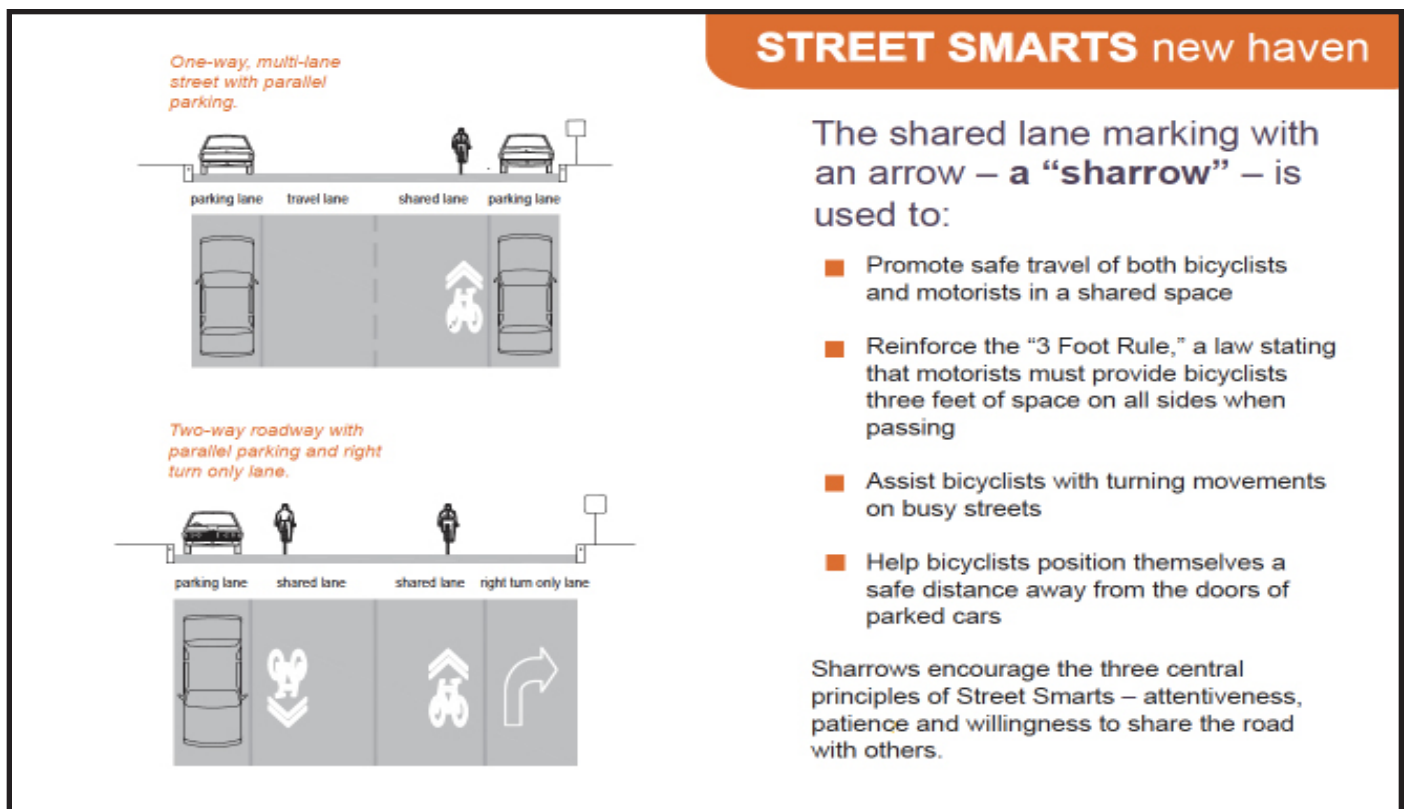 One-way, multi-lane
street with parallel
parking.
parking lane travel lane shared lane parking lane
Two-way roadway with
parallel parking and right
turn only lane.
parking lane shared lane shared lane right turn only lane
STREET SMARTS new haven
The shared lane marking with
an arrow – a “sharrow” – is
used to:
Promote safe travel of both bicyclists
and motorists in a shared space
Reinforce the “3 Foot Rule,” a law stating
that motorists must provide bicyclists
three feet of space on all sides when
passing
Assist bicyclists with turning movements
on busy streets
Help bicyclists position themselves a
safe distance away from the doors of
parked cars
Sharrows encourage the three central
principles of Street Smarts – attentiveness,
patience and willingness to share the road
with others.